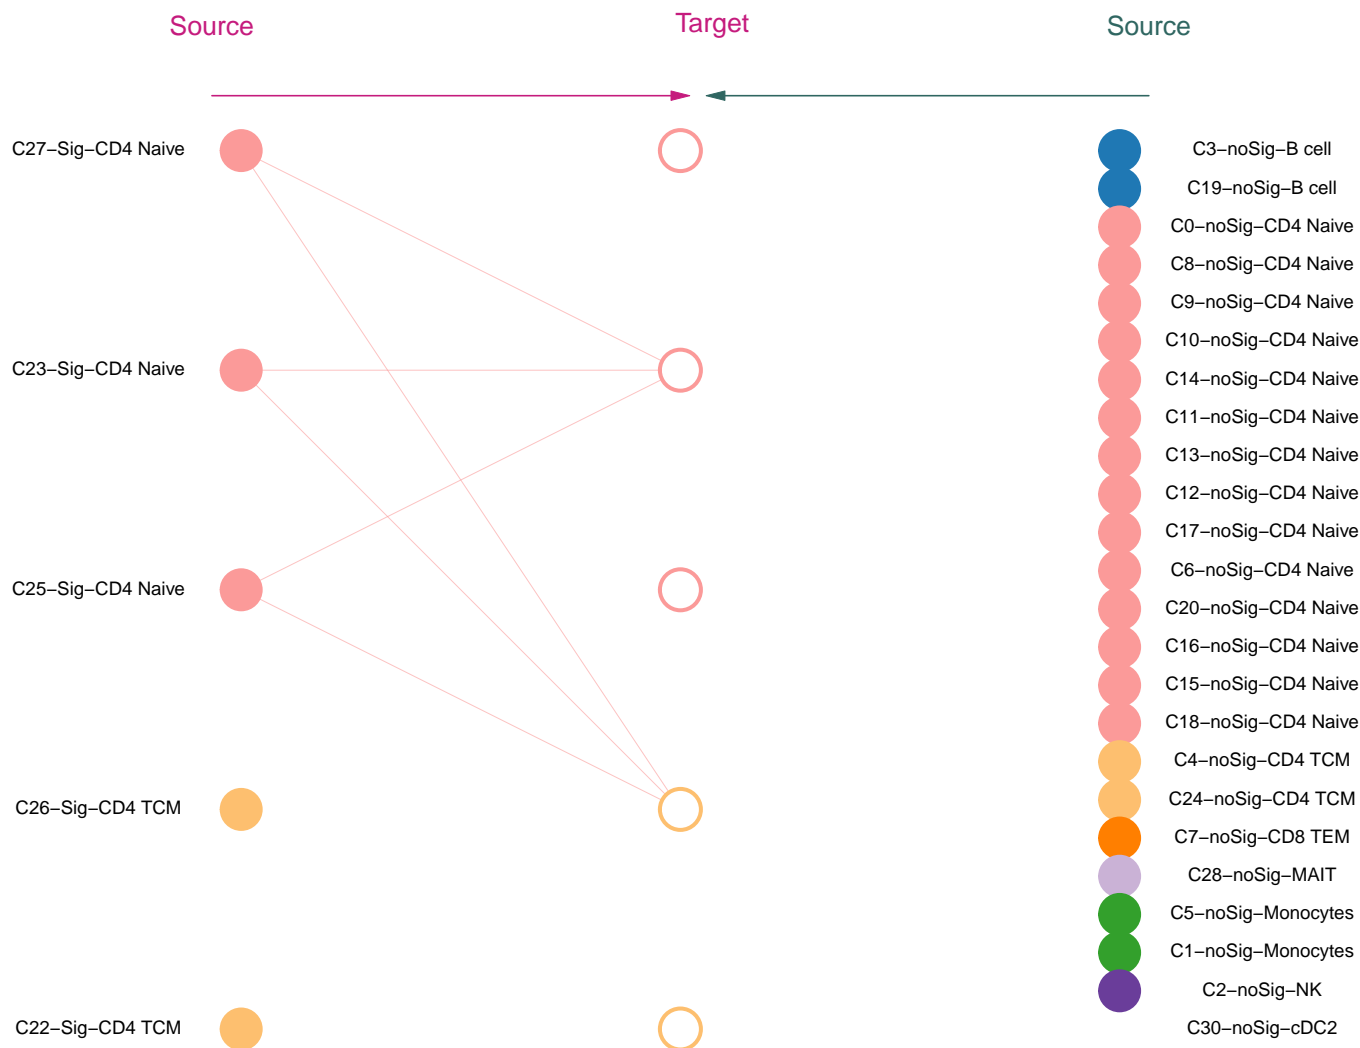 Source
Target
Source
C27−Sig−CD4 Naive
C23−Sig−CD4 Naive
C25−Sig−CD4 Naive
C26−Sig−CD4 TCM
C22−Sig−CD4 TCM
C3−noSig−B cell
C19−noSig−B cell
C0−noSig−CD4 Naive
C8−noSig−CD4 Naive
C9−noSig−CD4 Naive
C10−noSig−CD4 Naive
C14−noSig−CD4 Naive
C11−noSig−CD4 Naive
C13−noSig−CD4 Naive
C12−noSig−CD4 Naive
C17−noSig−CD4 Naive
C6−noSig−CD4 Naive
C20−noSig−CD4 Naive
C16−noSig−CD4 Naive
C15−noSig−CD4 Naive
C18−noSig−CD4 Naive
C4−noSig−CD4 TCM
C24−noSig−CD4 TCM
C7−noSig−CD8 TEM
C28−noSig−MAIT
C5−noSig−Monocytes
C1−noSig−Monocytes
C2−noSig−NK
C30−noSig−cDC2